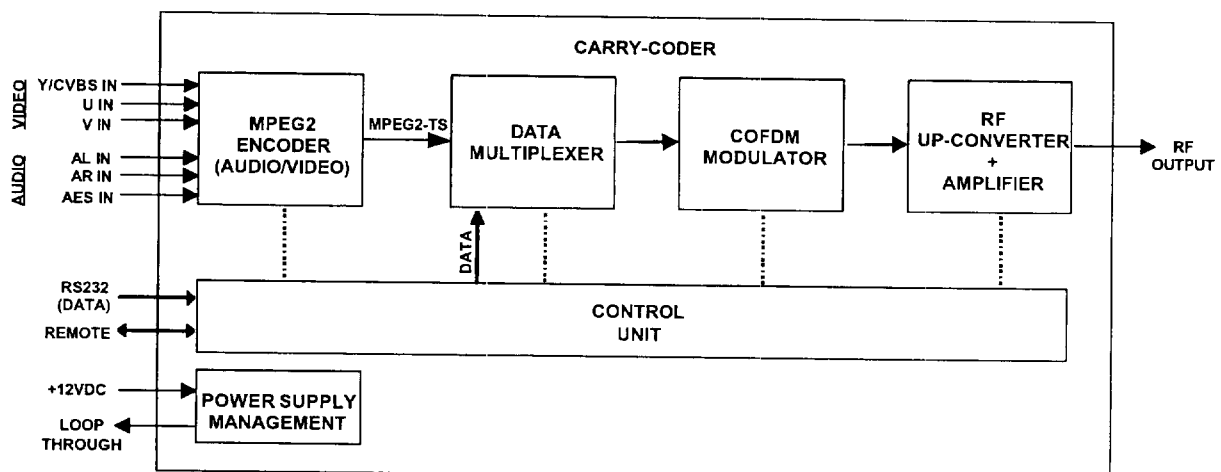 CARRY-CODER
VIDEO
Y/CVBS IN
U IN
V IN
AUDIO
AL IN
AR IN
AES IN
MPEG2
ENCODER
(AUDIO/VIDEO)
MPEG2-TS
DATA
MULTIPLEXER
COFDM
MODULATOR
RF
UP-CONVERTER
+
AMPLIFIER
RF
OUTPUT
DATA
RS232
(DATA)
REMOTE
CONTROL
UNIT
+12VDC
LOOP
THROUGH
POWER SUPPLY
MANAGEMENT